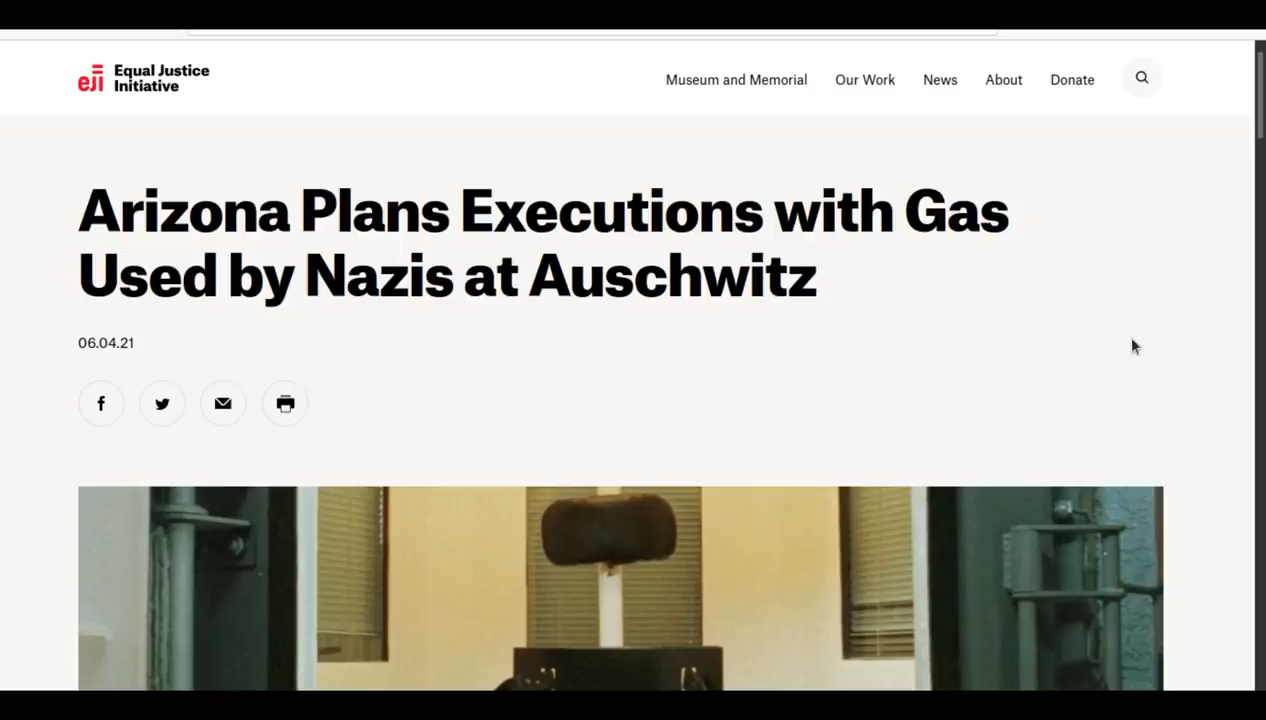 eji Equal Justice
Initiative
Museum and Memorial Our Work News About Donate
Arizona Plans Executions with Gas
Used by Nazis at Auschwitz
06.04.21